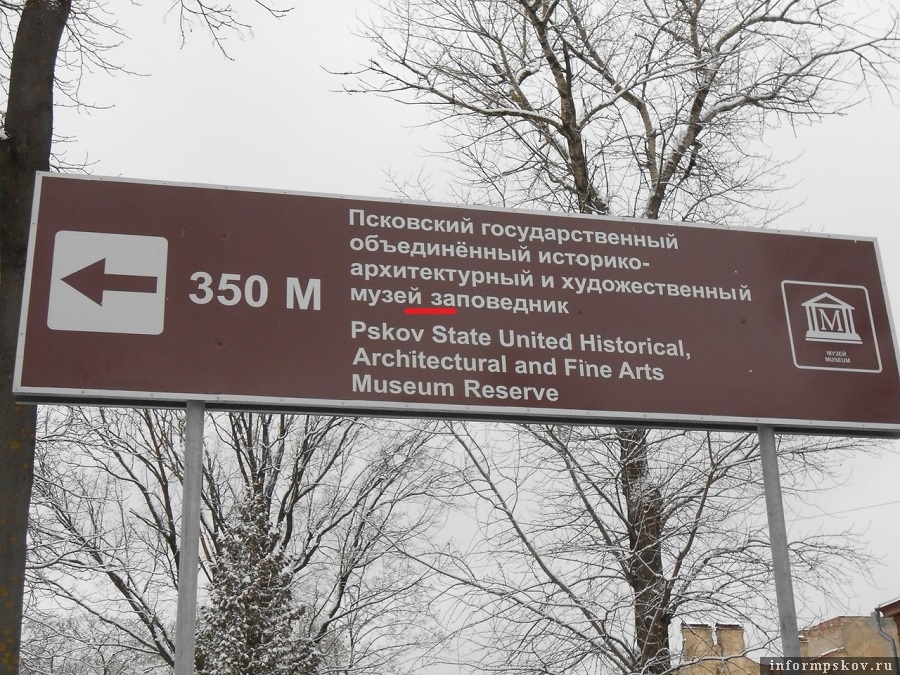 350 М
Псковский государственный
объединённый историко-
архитектурный и художественный
музей заповедник
Pskov State United Historical,
Architectural and Fine Arts
Museum Reserve
М
МУЗЕЙ
MUSEUM
informpskov.ru